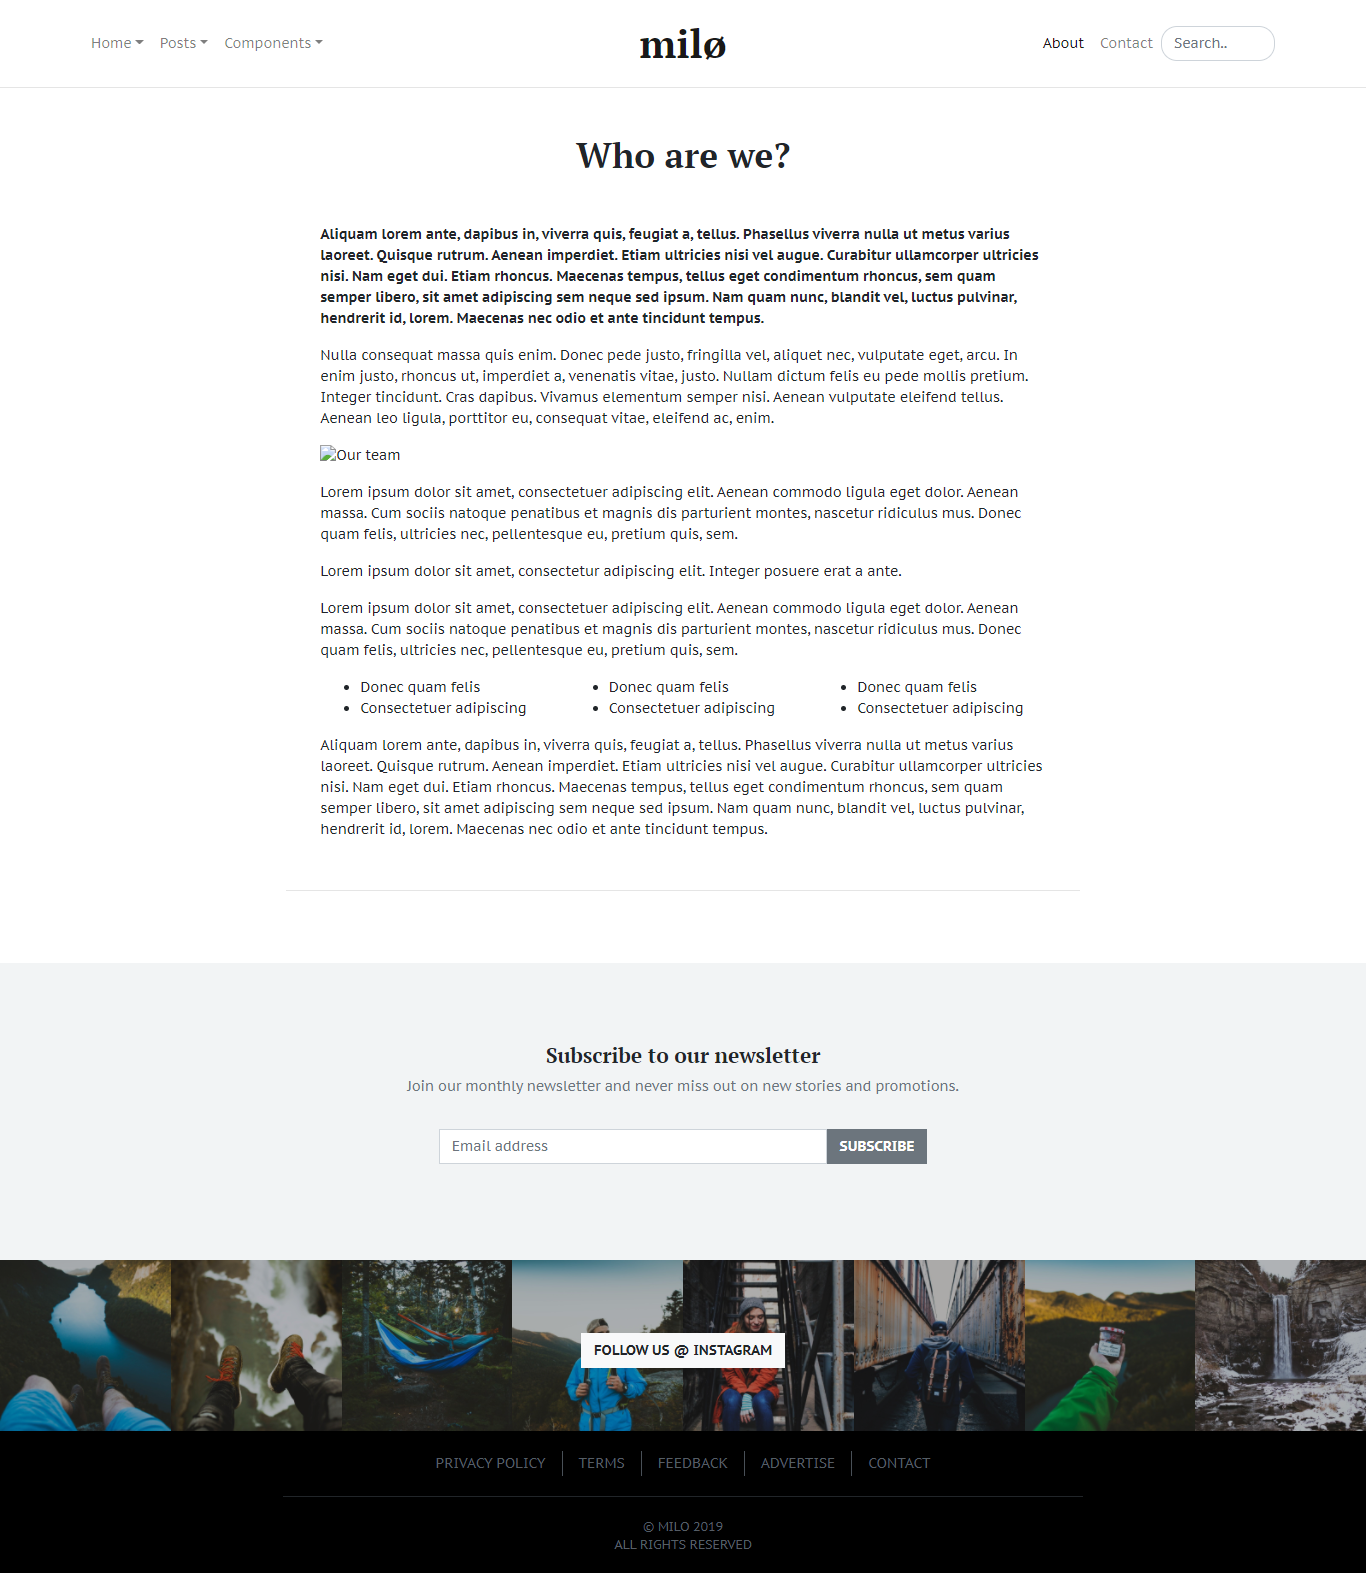 Home Posts Components milø About Contact Search..
Who are we?
Aliquam lorem ante, dapibus in, viverra quis, feugiat a, tellus. Phasellus viverra nulla ut metus varius
laoreet. Quisque rutrum. Aenean imperdiet. Etiam ultricies nisi vel augue. Curabitur ullamcorper ultricies
nisi. Nam eget dui. Etiam rhoncus. Maecenas tempus, tellus eget condimentum rhoncus, sem quam
semper libero, sit amet adipiscing sem neque sed ipsum. Nam quam nunc, blandit vel, luctus pulvinar,
hendrerit id, lorem. Maecenas nec odio et ante tincidunt tempus.
Nulla consequat massa quis enim. Donec pede justo, fringilla vel, aliquet nec, vulputate eget, arcu. In
enim justo, rhoncus ut, imperdiet a, venenatis vitae, justo. Nullam dictum felis eu pede mollis pretium.
Integer tincidunt. Cras dapibus. Vivamus elementum semper nisi. Aenean vulputate eleifend tellus.
Aenean leo ligula, porttitor eu, consequat vitae, eleifend ac, enim.
Our team
Lorem ipsum dolor sit amet, consectetuer adipiscing elit. Aenean commodo ligula eget dolor. Aenean
massa. Cum sociis natoque penatibus et magnis dis parturient montes, nascetur ridiculus mus. Donec
quam felis, ultricies nec, pellentesque eu, pretium quis, sem.
Lorem ipsum dolor sit amet, consectetur adipiscing elit. Integer posuere erat a ante.
Lorem ipsum dolor sit amet, consectetuer adipiscing elit. Aenean commodo ligula eget dolor. Aenean
massa. Cum sociis natoque penatibus et magnis dis parturient montes, nascetur ridiculus mus. Donec
quam felis, ultricies nec, pellentesque eu, pretium quis, sem.
• Donec quam felis • Donec quam felis • Donec quam felis
• Consectetuer adipiscing • Consectetuer adipiscing • Consectetuer adipiscing
Aliquam lorem ante, dapibus in, viverra quis, feugiat a, tellus. Phasellus viverra nulla ut metus varius
laoreet. Quisque rutrum. Aenean imperdiet. Etiam ultricies nisi vel augue. Curabitur ullamcorper ultricies
nisi. Nam eget dui. Etiam rhoncus. Maecenas tempus, tellus eget condimentum rhoncus, sem quam
semper libero, sit amet adipiscing sem neque sed ipsum. Nam quam nunc, blandit vel, luctus pulvinar,
hendrerit id, lorem. Maecenas nec odio et ante tincidunt tempus.
Subscribe to our newsletter
Join our monthly newsletter and never miss out on new stories and promotions.
Email address SUBSCRIBE
FOLLOW US @ INSTAGRAM
PRIVACY POLICY TERMS FEEDBACK ADVERTISE CONTACT
© MILO 2019
ALL RIGHTS RESERVED